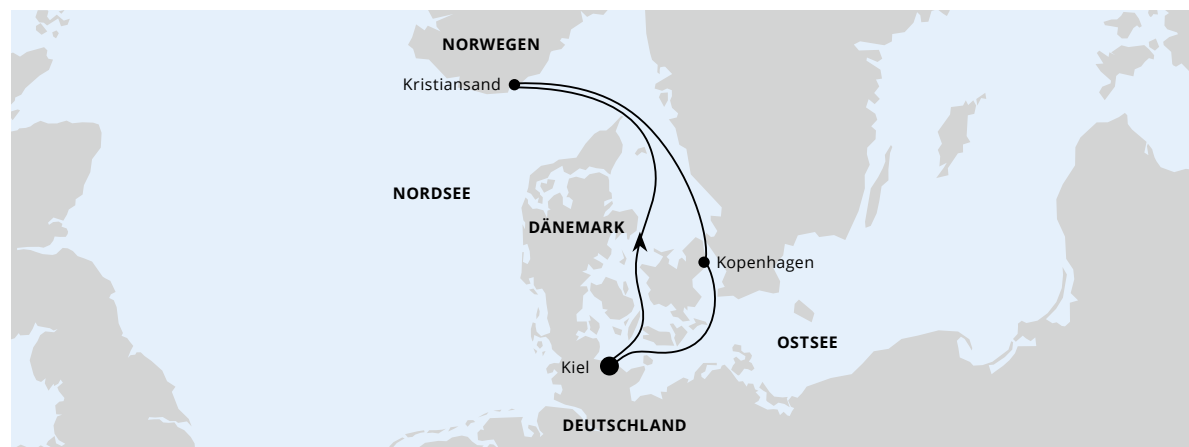 NORWEGEN
Kristiansand
NORDSEE
DÄNEMARK
Kopenhagen
OSTSEE
Kiel
DEUTSCHLAND